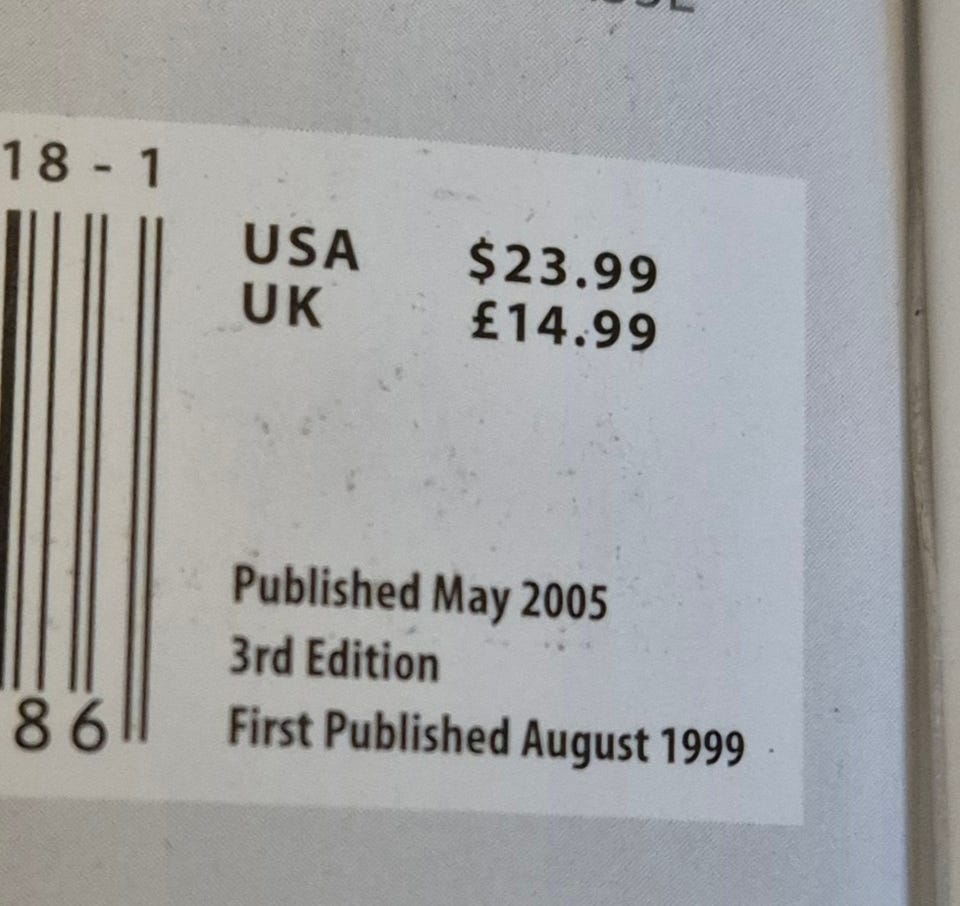 18-1
USA $23.99
UK £14.99
Published May 2005
3rd Edition
First Published August 1999
86